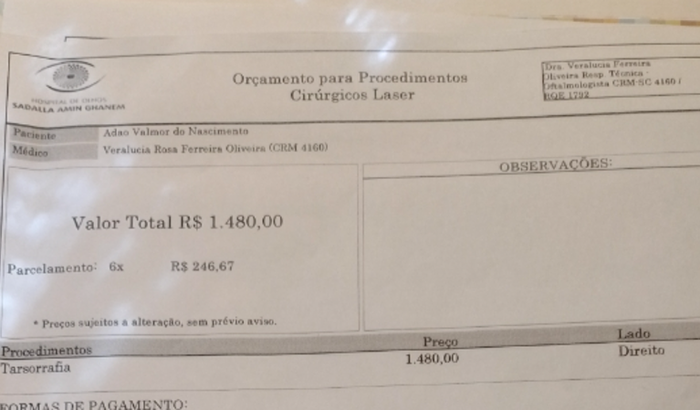 HOSPITAL DE OLHOS
SADALLA AMIN GHANEM
Orçamento para Procedimentos
Cirúrgicos Laser
Dra. Veralucia Ferreira
Oliveira Resp. Técnica -
Oftalmologista CRM-SC 4160 /
RQE 1792
Paciente Adao Valmor do Nascimento
Médico Veralucia Rosa Ferreira Oliveira (CRM 4160)
OBSERVAÇÕES:
Valor Total R$ 1.480,00
Parcelamento: 6x R$ 246,67
* Preços sujeitos a alteração, sem prévio aviso.
Procedimentos Preço Lado
Tarsorrafia 1.480,00 Direito
FORMAS DE PAGAMENTO: